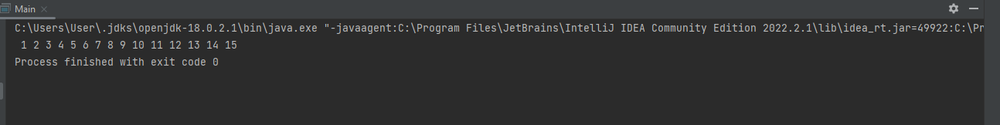 Main
C:\Users\User\.jdks\openjdk-18.0.2.1\bin\java.exe "-javaagent:C:\Program Files\JetBrains\IntelliJ IDEA Community Edition 2022.2.1\lib\idea_rt.jar=49922:C:\Pr
1 2 3 4 5 6 7 8 9 10 11 12 13 14 15
Process finished with exit code 0